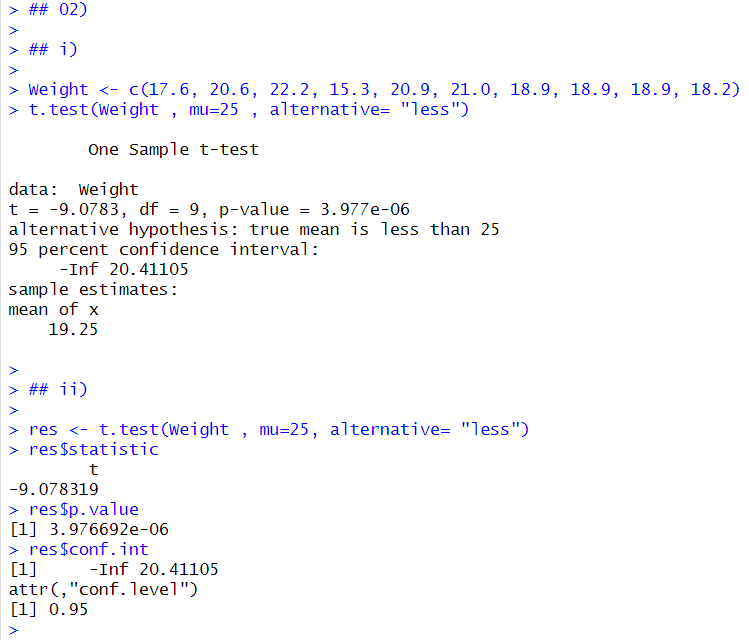 > ## 02)
>
> ## i)
>
> Weight <- c(17.6, 20.6, 22.2, 15.3, 20.9, 21.0, 18.9, 18.9, 18.9, 18.2)
> t.test(Weight , mu=25 , alternative= "less")
One Sample t-test
data:  Weight
t = -9.0783, df = 9, p-value = 3.977e-06
alternative hypothesis: true mean is less than 25
95 percent confidence interval:
     -Inf 20.41105
sample estimates:
mean of x
    19.25
>
> ## ii)
>
> res <- t.test(Weight , mu=25, alternative= "less")
> res$statistic
        t
-9.078319
> res$p.value
[1] 3.976692e-06
> res$conf.int
[1]     -Inf 20.41105
attr(,"conf.level")
[1] 0.95
>